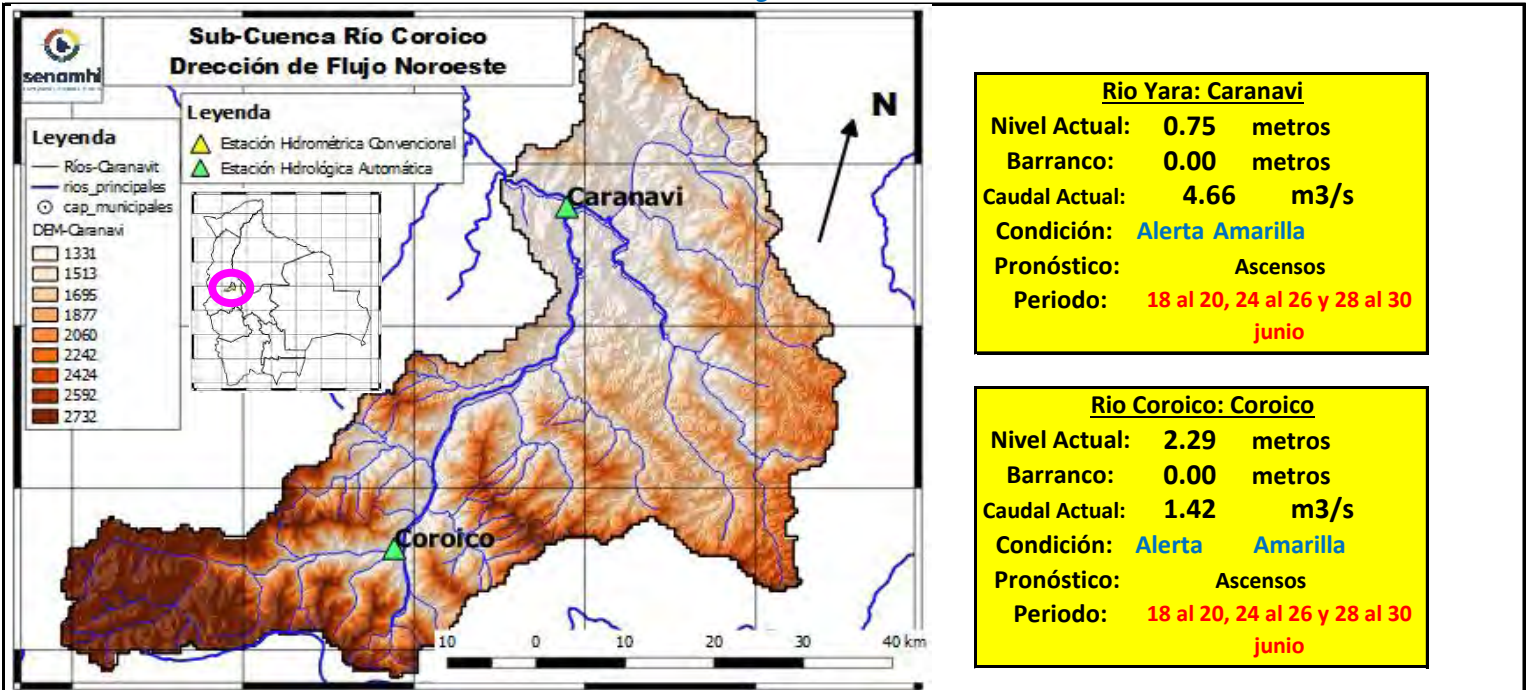 senamhi
Sub-Cuenca Río Coroico
Drección de Flujo Noroeste
Leyenda
Estación Hidrométrica Convencional
Estación Hidrológica Automática
Leyenda
Ríos-Caranavit
rios_principales
cap_municipales
DEM-Caranavi
1331
1513
1695
1877
2060
2242
2424
2592
2732
N
Caranavi
Coroico
10 0 10 20 30 40 km
Rio Yara: Caranavi
Nivel Actual: 0.75 metros
Barranco: 0.00 metros
Caudal Actual: 4.66 m3/s
Condición: Alerta Amarilla
Pronóstico: Ascensos
Periodo: 18 al 20, 24 al 26 y 28 al 30
junio
Rio Coroico: Coroico
Nivel Actual: 2.29 metros
Barranco: 0.00 metros
Caudal Actual: 1.42 m3/s
Condición: Alerta Amarilla
Pronóstico: Ascensos
Periodo: 18 al 20, 24 al 26 y 28 al 30
junio